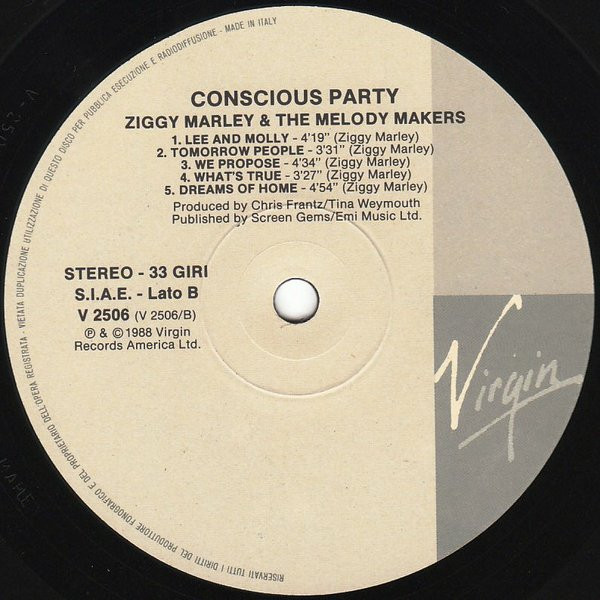 RISERVATI TUTTI I DIRITTI DEL PRODUTTORE FONOGRAFICO E DEL PROPRIETARIO DELL'OPERA REGISTRATA - VIETATA DUPLICAZIONE UTILIZZAZIONE DI QUESTO DISCO PER PUBBLICA ESECUZIONE E RADIODIFFUSIONE - MADE IN ITALY
CONSCIOUS PARTY
ZIGGY MARLEY & THE MELODY MAKERS
1. LEE AND MOLLY - 4'19" (Ziggy Marley)
2. TOMORROW PEOPLE - 3'31" (Ziggy Marley)
3. WE PROPOSE - 4'34" (Ziggy Marley)
4. WHAT'S TRUE - 3'27" (Ziggy Marley)
5. DREAMS OF HOME - 4'54" (Ziggy Marley)
Produced by Chris Frantz/Tina Weymouth
Published by Screen Gems/Emi Music Ltd.
STEREO - 33 GIRI
S.I.A.E. - Lato B
V 2506 (V 2506/B)
℗ & © 1988 Virgin
Records America Ltd.
Virgin